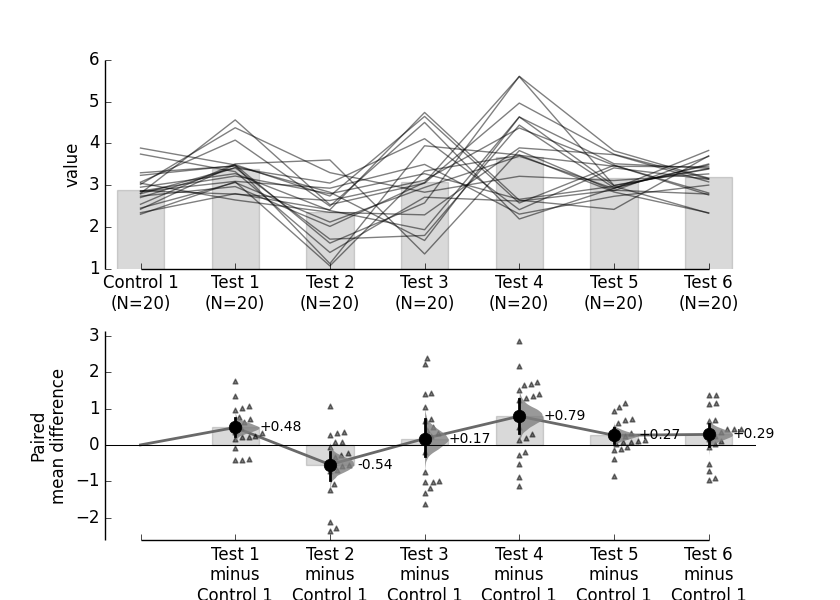 6
5
4
3
2
1
value
Control 1 Test 1 Test 2 Test 3 Test 4 Test 5 Test 6
(N=20) (N=20) (N=20) (N=20) (N=20) (N=20) (N=20)
3
2
1
0
−1
−2
Paired
mean difference
+0.48
-0.54
+0.17
+0.79
+0.27
+0.29
Test 1 Test 2 Test 3 Test 4 Test 5 Test 6
minus minus minus minus minus minus
Control 1 Control 1 Control 1 Control 1 Control 1 Control 1